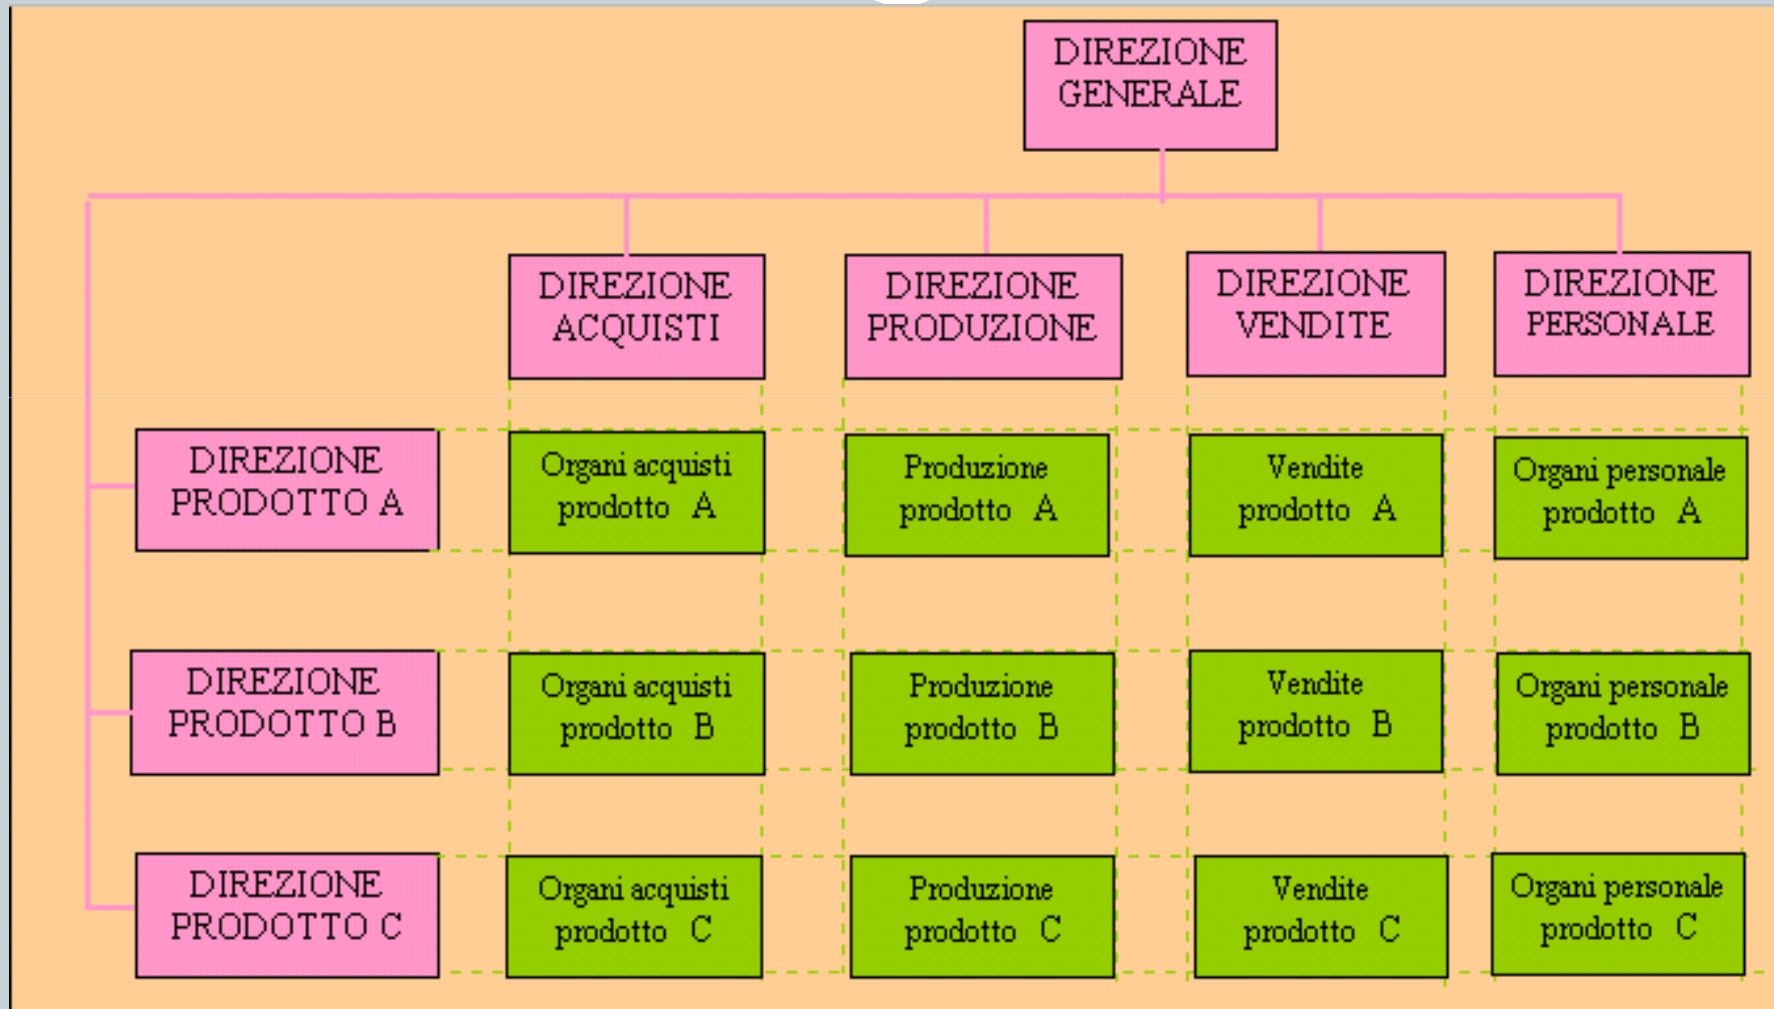 DIREZIONE
GENERALE
DIREZIONE
ACQUISTI
DIREZIONE
PRODUZIONE
DIREZIONE
VENDITE
DIREZIONE
PERSONALE
DIREZIONE
PRODOTTO A
Organi acquisti
prodotto A
Produzione
prodotto A
Vendite
prodotto A
Organi personale
prodotto A
DIREZIONE
PRODOTTO B
Organi acquisti
prodotto B
Produzione
prodotto B
Vendite
prodotto B
Organi personale
prodotto B
DIREZIONE
PRODOTTO C
Organi acquisti
prodotto C
Produzione
prodotto C
Vendite
prodotto C
Organi personale
prodotto C